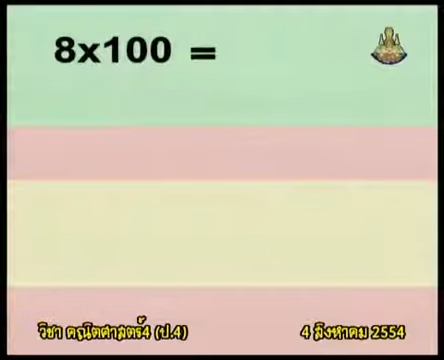 8x100 =
วิชา คณิตศาสตร์4 (ป.4)
4 สิงหาคม 2554